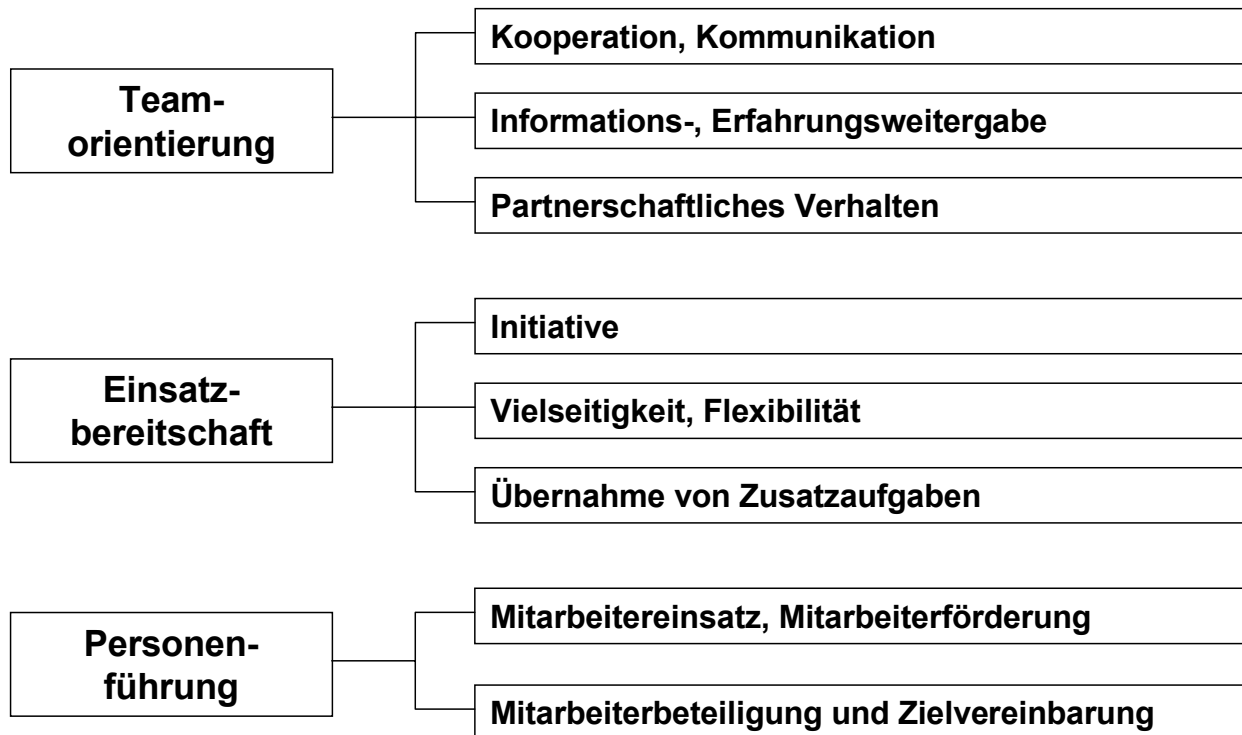 Team-
orientierung
Kooperation, Kommunikation
Informations-, Erfahrungsweitergabe
Partnerschaftliches Verhalten
Einsatz-
bereitschaft
Initiative
Vielseitigkeit, Flexibilität
Übernahme von Zusatzaufgaben
Personen-
führung
Mitarbeitereinsatz, Mitarbeiterförderung
Mitarbeiterbeteiligung und Zielvereinbarung